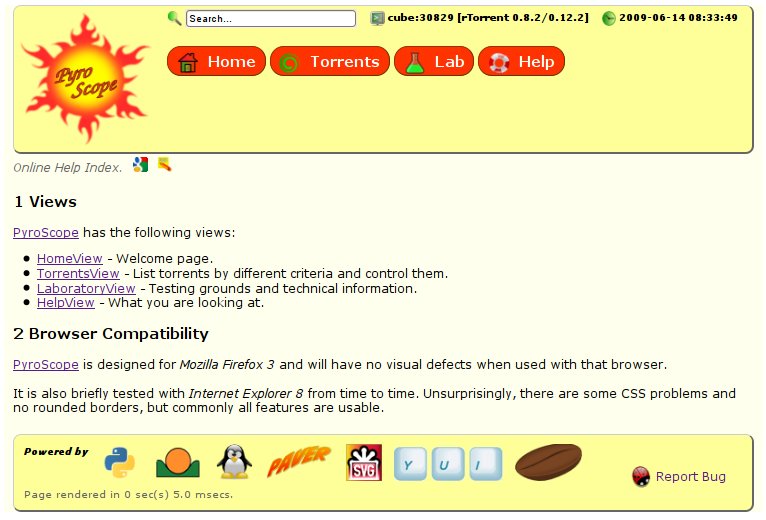 Search...
cube:30829 [rTorrent 0.8.2/0.12.2]
2009-06-14 08:33:49
Pyro
Scope
Home
Torrents
Lab
Help
Online Help Index.
1 Views
PyroScope has the following views:
HomeView - Welcome page.
TorrentsView - List torrents by different criteria and control them.
LaboratoryView - Testing grounds and technical information.
HelpView - What you are looking at.
2 Browser Compatibility
PyroScope is designed for Mozilla Firefox 3 and will have no visual defects when used with that browser.
It is also briefly tested with Internet Explorer 8 from time to time. Unsurprisingly, there are some CSS problems and
no rounded borders, but commonly all features are usable.
Powered by
PAVER
SVG
Y U I
Report Bug
Page rendered in 0 sec(s) 5.0 msecs.